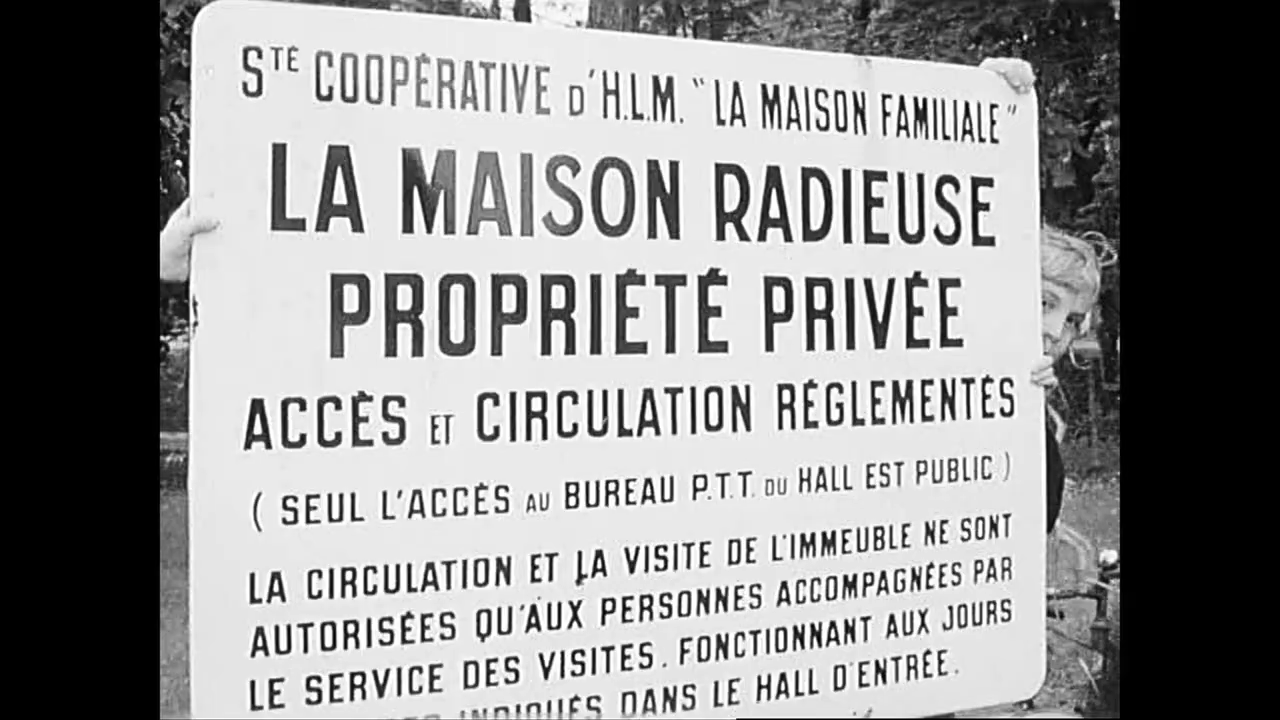 STÉ COOPÉRATIVE D'H.L.M. "LA MAISON FAMILIALE"
LA MAISON RADIEUSE
PROPRIÉTÉ PRIVÉE
ACCÈS ET CIRCULATION RÉGLEMENTÉS
( SEUL L'ACCÈS AU BUREAU P.T.T. DU HALL EST PUBLIC )
LA CIRCULATION ET LA VISITE DE L'IMMEUBLE NE SONT
AUTORISÉES QU'AUX PERSONNES ACCOMPAGNÉES PAR
LE SERVICE DES VISITES. FONCTIONNANT AUX JOURS
INDIQUÉS DANS LE HALL D'ENTRÉE.